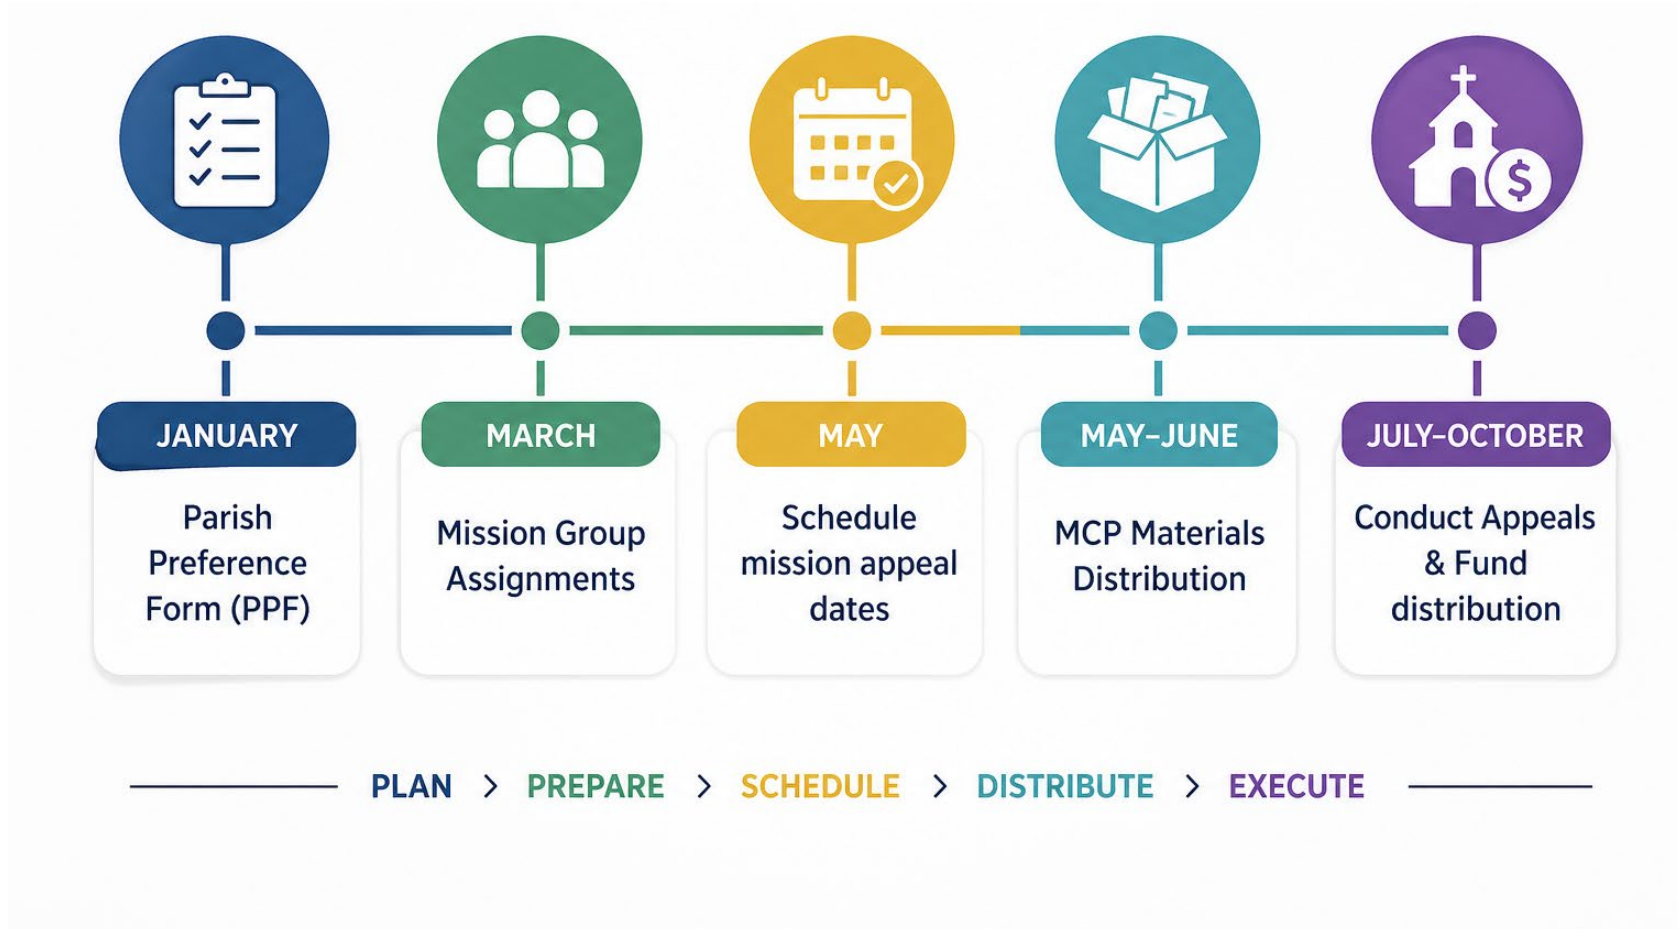 $
JANUARY
Parish
Preference
Form (PPF)
MARCH
Mission Group
Assignments
MAY
Schedule
mission appeal
dates
MAY–JUNE
MCP Materials
Distribution
JULY–OCTOBER
Conduct Appeals
& Fund
distribution
PLAN > PREPARE > SCHEDULE > DISTRIBUTE > EXECUTE